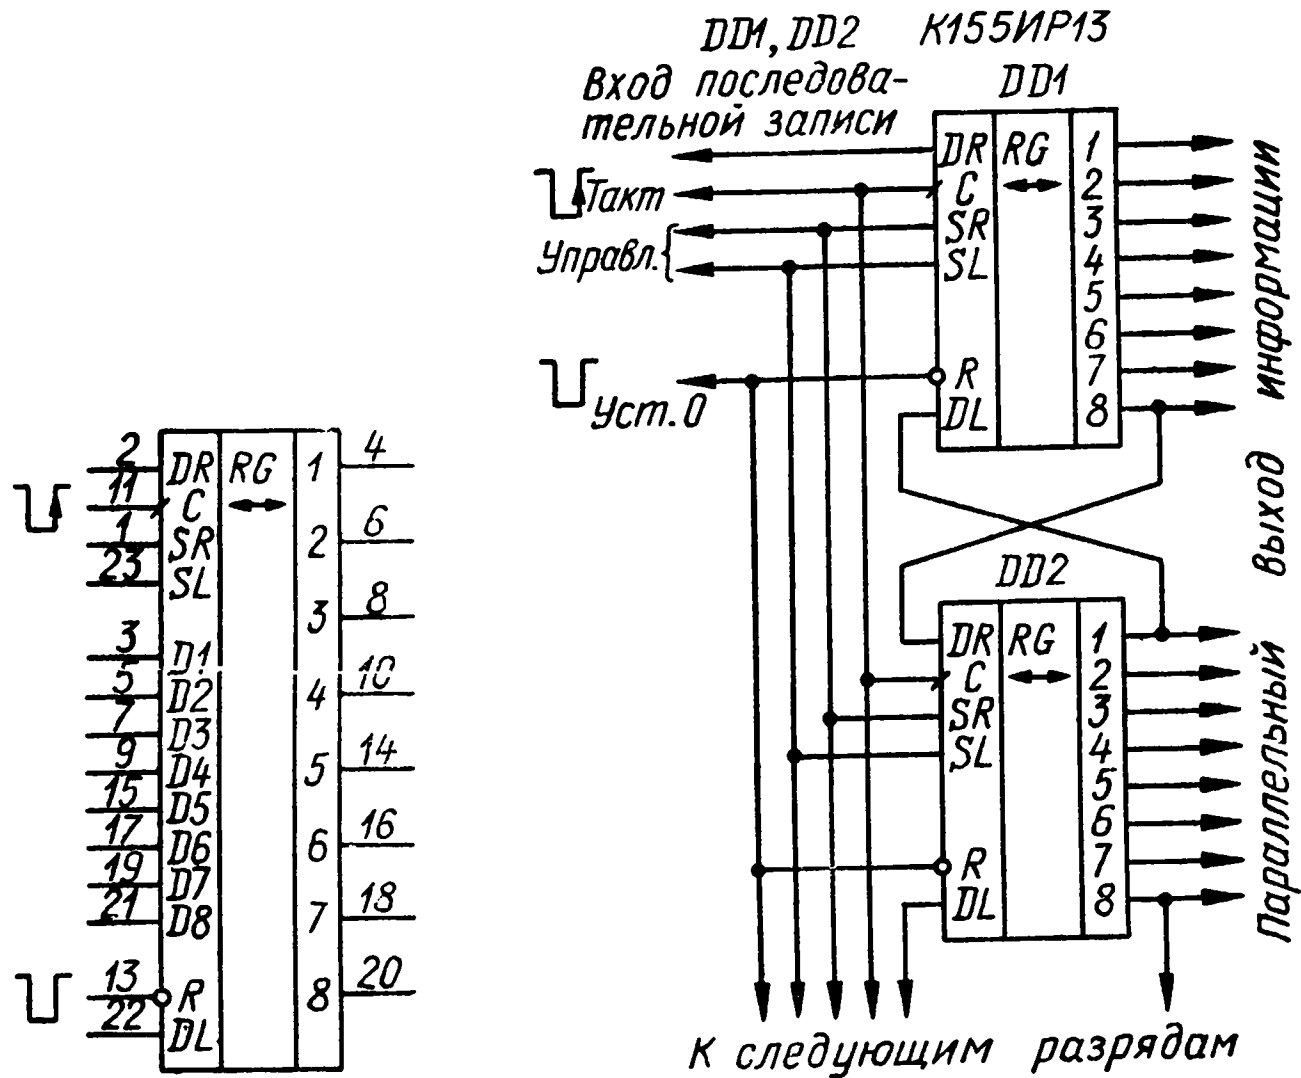 DD1, DD2 К155ИР13
Вход последова-
тельной записи
DD1
DR RG 1
Такт C 2
SR 3
Управл. SL 4
5
6
R 7
Уст. 0 DL 8
DD2
DR RG 1
C 2
SR 3
SL 4
5
6
R 7
DL 8
Параллельный выход информации
К следующим разрядам
2 DR RG 1 4
11 C
1 SR 2 6
23 SL
3 8
3 D1
5 D2 4 10
7 D3
9 D4 5 14
15 D5
17 D6 6 16
19 D7
21 D8 7 18
13 R 8 20
22 DL